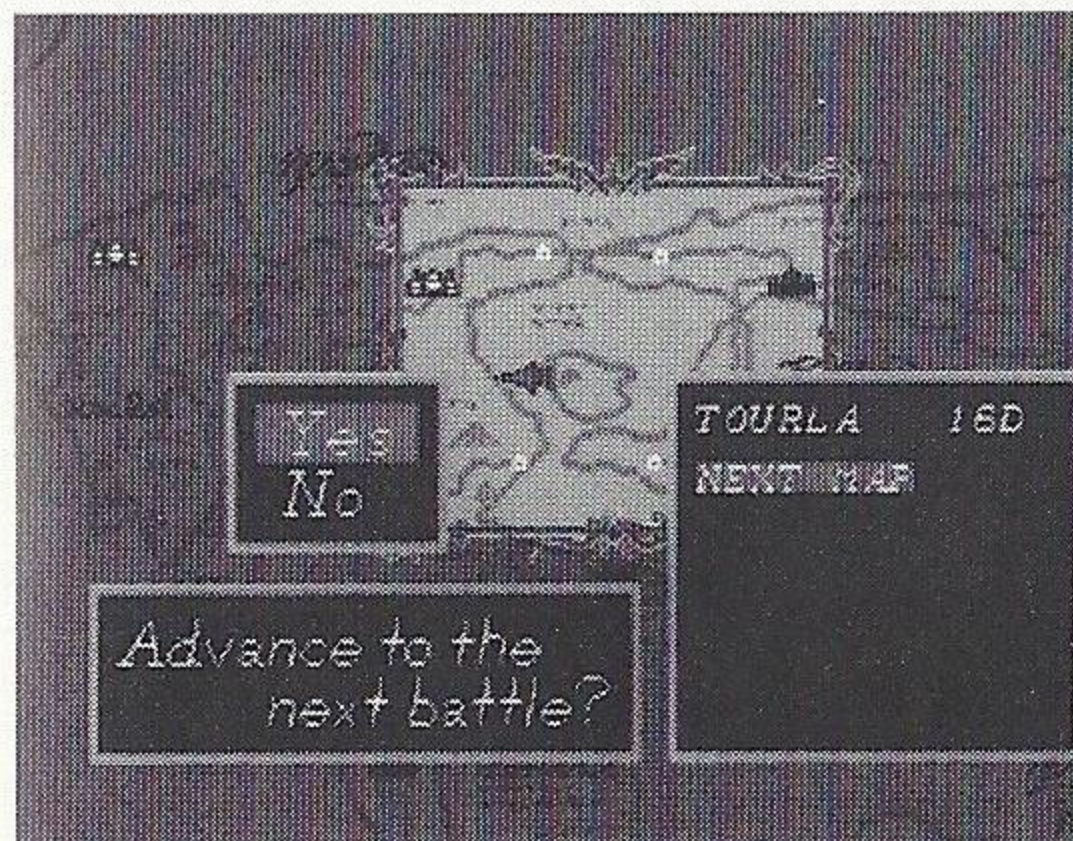 Yes
No
TOURLA 16D
NEXT MAP
Advance to the
next battle?